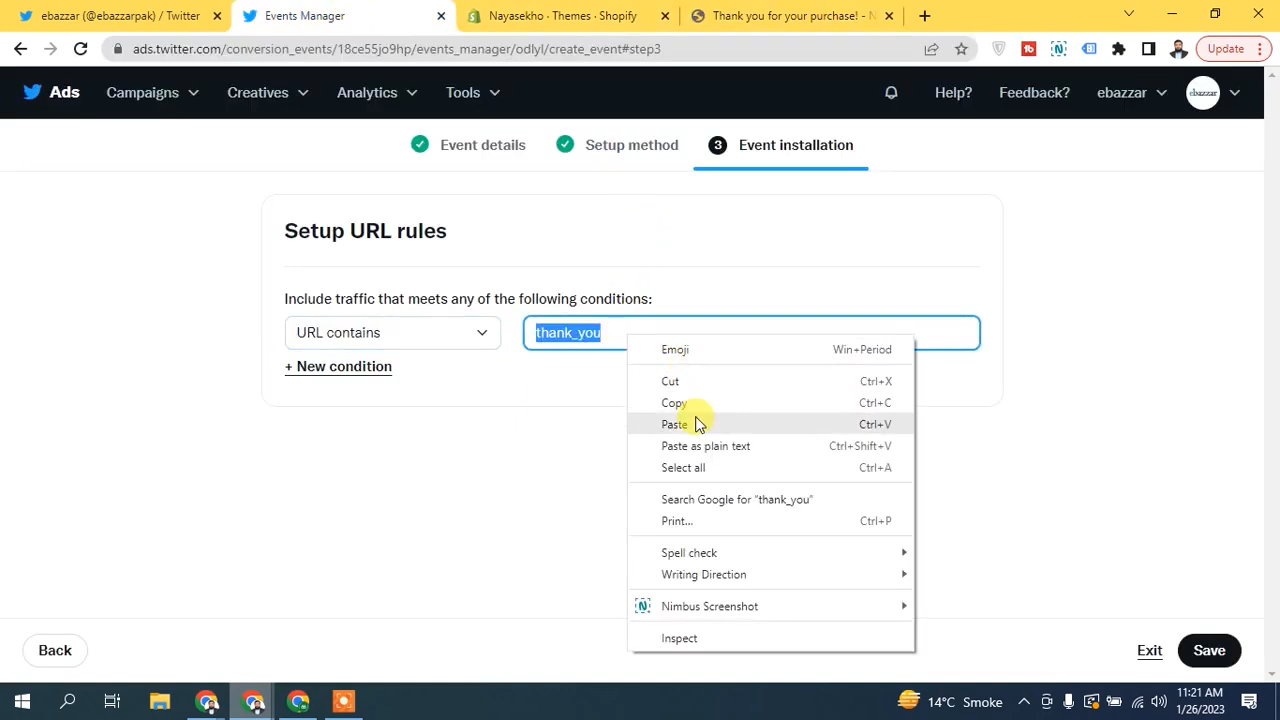 ebazzar (@ebazzarpak) / Twitter
Events Manager
Nayasekho - Themes - Shopify
Thank you for your purchase! - N
ads.twitter.com/conversion_events/18ce55jo9hp/events_manager/odlyl/create_event#step3
Update
Ads
Campaigns
Creatives
Analytics
Tools
Help?
Feedback?
ebazzar
ebazzar
Event details
Setup method
3 Event installation
Setup URL rules
Include traffic that meets any of the following conditions:
URL contains
thank_you
+ New condition
Emoji Win+Period
Cut Ctrl+X
Copy Ctrl+C
Paste Ctrl+V
Paste as plain text Ctrl+Shift+V
Select all Ctrl+A
Search Google for "thank_you"
Print... Ctrl+P
Spell check
Writing Direction
N Nimbus Screenshot
Inspect
Back
Exit
Save
14°C Smoke
11:21 AM
1/26/2023